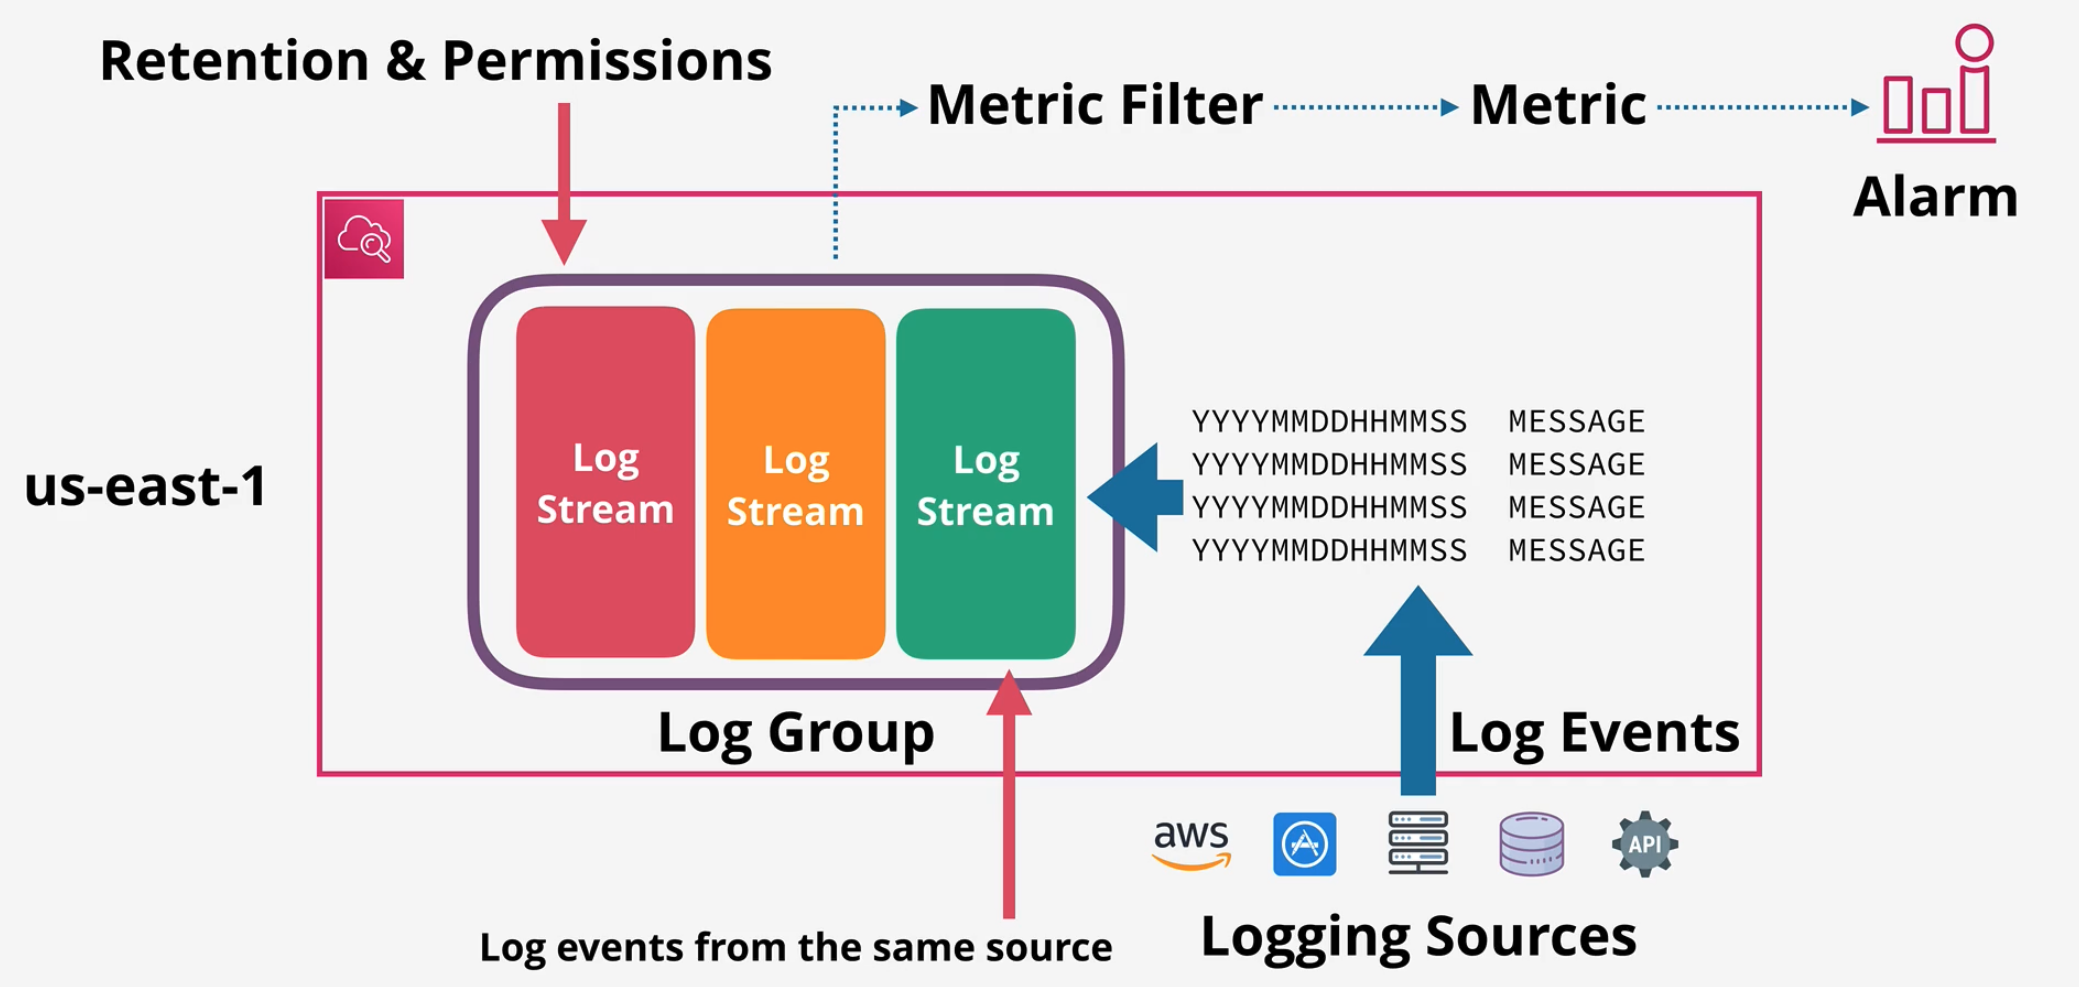 Retention & Permissions
Metric Filter
Metric
Alarm
us-east-1
Log
Stream
Log
Stream
Log
Stream
YYYYMMDDHHMMSS MESSAGE
YYYYMMDDHHMMSS MESSAGE
YYYYMMDDHHMMSS MESSAGE
YYYYMMDDHHMMSS MESSAGE
Log Group
Log Events
aws
API
Log events from the same source
Logging Sources